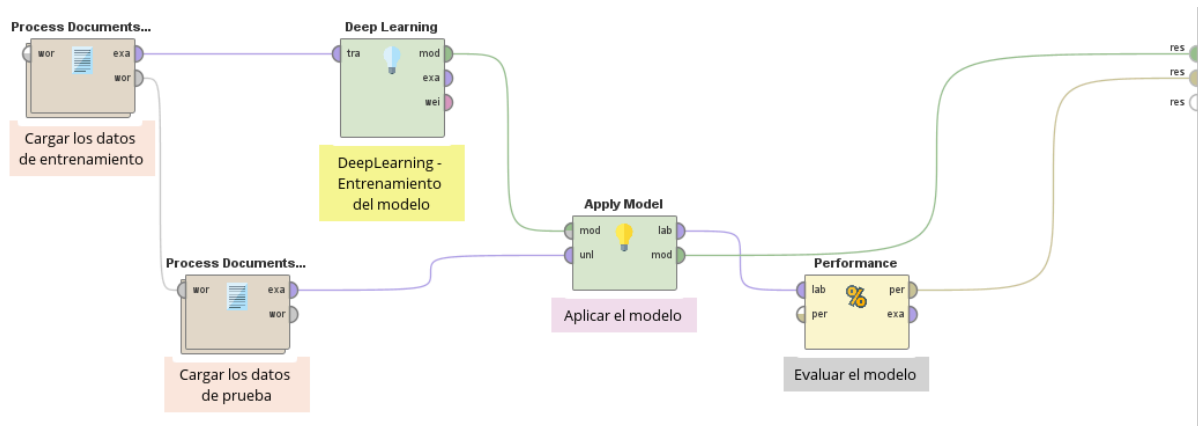 Process Documents...
wor exa
wor
Cargar los datos
de entrenamiento
Deep Learning
tra mod
exa
wei
DeepLearning -
Entrenamiento
del modelo
res
res
res
Apply Model
mod lab
unl mod
Aplicar el modelo
Process Documents...
wor exa
wor
Cargar los datos
de prueba
Performance
%
lab per
per exa
Evaluar el modelo